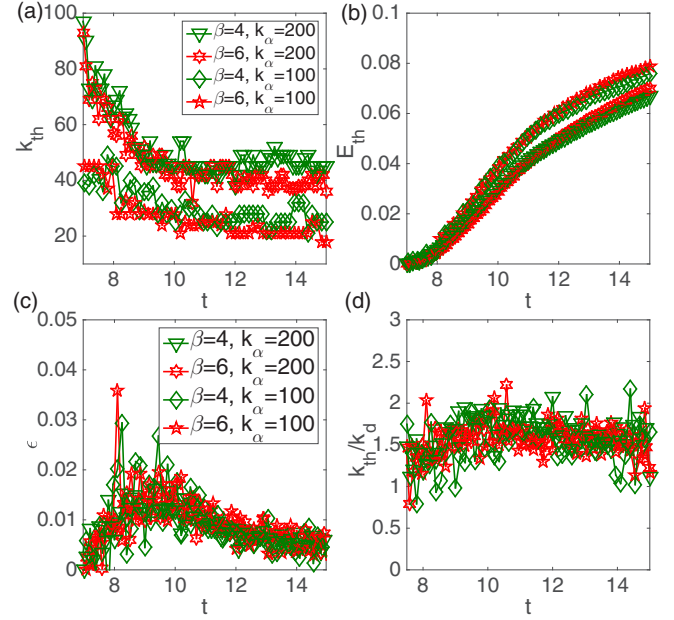 (a)
100
80
60
40
20
k_th
8 10 12 14
t
β=4, k_α=200
β=6, k_α=200
β=4, k_α=100
β=6, k_α=100
(b)
0.1
0.08
0.06
0.04
0.02
0
E_th
8 10 12 14
t
(c)
0.05
0.04
0.03
0.02
0.01
0
ϵ
8 10 12 14
t
β=4, k_α=200
β=6, k_α=200
β=4, k_α=100
β=6, k_α=100
(d)
3
2.5
2
1.5
1
0.5
0
k_th/k_d
8 10 12 14
t